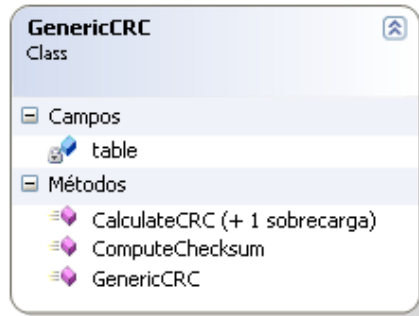 GenericCRC
Class
Campos
table
Métodos
CalculateCRC (+ 1 sobrecarga)
ComputeChecksum
GenericCRC